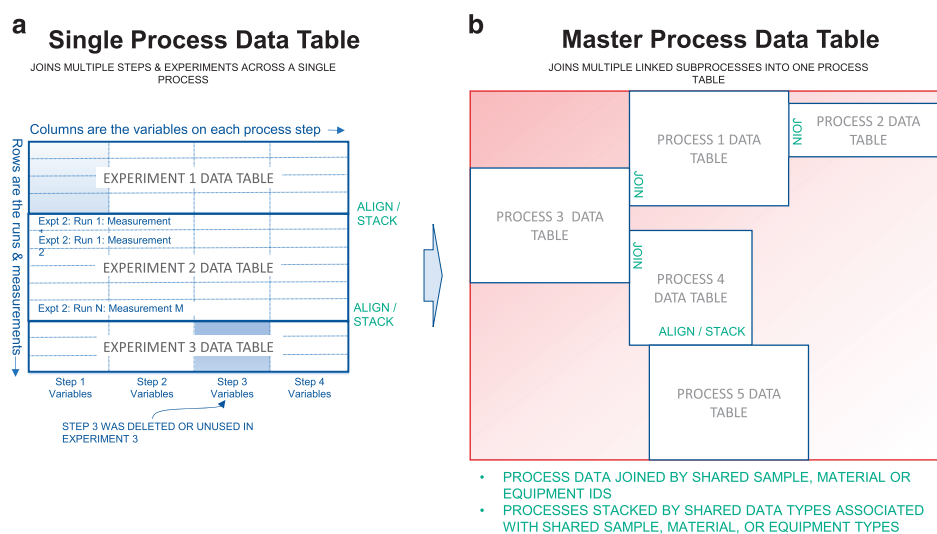 a
Single Process Data Table
JOINS MULTIPLE STEPS & EXPERIMENTS ACROSS A SINGLE
PROCESS
Columns are the variables on each process step
Rows are the runs & measurements
EXPERIMENT 1 DATA TABLE
ALIGN /
STACK
Expt 2: Run 1: Measurement
Expt 2: Run 1: Measurement
2
EXPERIMENT 2 DATA TABLE
Expt 2: Run N: Measurement M
ALIGN /
STACK
EXPERIMENT 3 DATA TABLE
Step 1
Variables
Step 2
Variables
Step 3
Variables
Step 4
Variables
STEP 3 WAS DELETED OR UNUSED IN
EXPERIMENT 3
b
Master Process Data Table
JOINS MULTIPLE LINKED SUBPROCESSES INTO ONE PROCESS
TABLE
PROCESS 1 DATA
TABLE
JOIN
PROCESS 2 DATA
TABLE
JOIN
PROCESS 3 DATA
TABLE
JOIN
PROCESS 4
DATA TABLE
ALIGN / STACK
PROCESS 5 DATA
TABLE
• PROCESS DATA JOINED BY SHARED SAMPLE, MATERIAL OR
EQUIPMENT IDS
• PROCESSES STACKED BY SHARED DATA TYPES ASSOCIATED
WITH SHARED SAMPLE, MATERIAL, OR EQUIPMENT TYPES